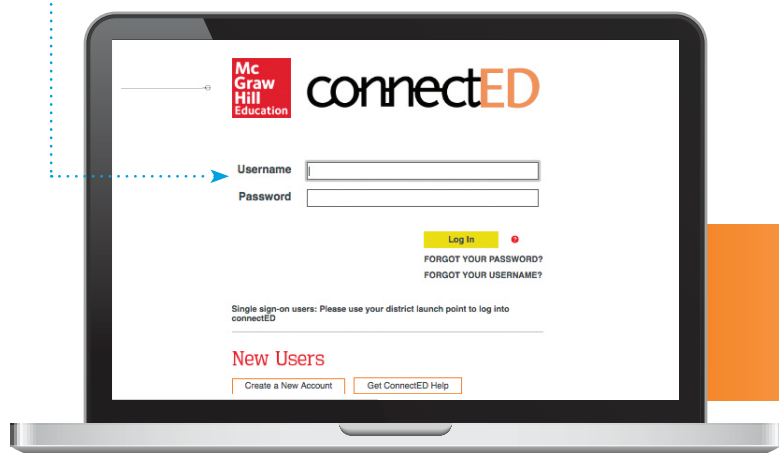 Mc
Graw
Hill
Education
connectED
Username
Password
Log In ?
FORGOT YOUR PASSWORD?
FORGOT YOUR USERNAME?
Single sign-on users: Please use your district launch point to log into
connectED
New Users
Create a New Account Get ConnectED Help